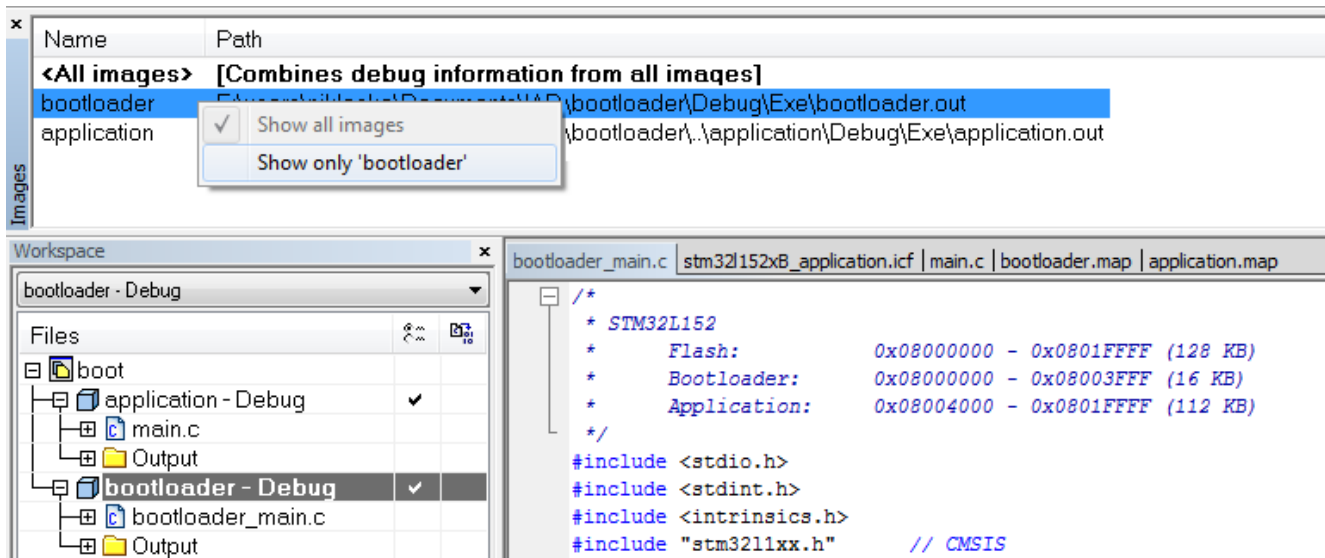 Name Path
<All images> [Combines debug information from all images]
bootloader \bootloader\Debug\Exe\bootloader.out
application \bootloader\..\application\Debug\Exe\application.out
Show all images
Show only 'bootloader'
Images
Workspace
bootloader - Debug
Files
boot
application - Debug
main.c
Output
bootloader - Debug
bootloader_main.c
Output
bootloader_main.c stm32l152xB_application.icf | main.c | bootloader.map | application.map
/*
* STM32L152
* Flash: 0x08000000 - 0x0801FFFF (128 KB)
* Bootloader: 0x08000000 - 0x08003FFF (16 KB)
* Application: 0x08004000 - 0x0801FFFF (112 KB)
*/
#include <stdio.h>
#include <stdint.h>
#include <intrinsics.h>
#include "stm32l1xx.h" // CMSIS